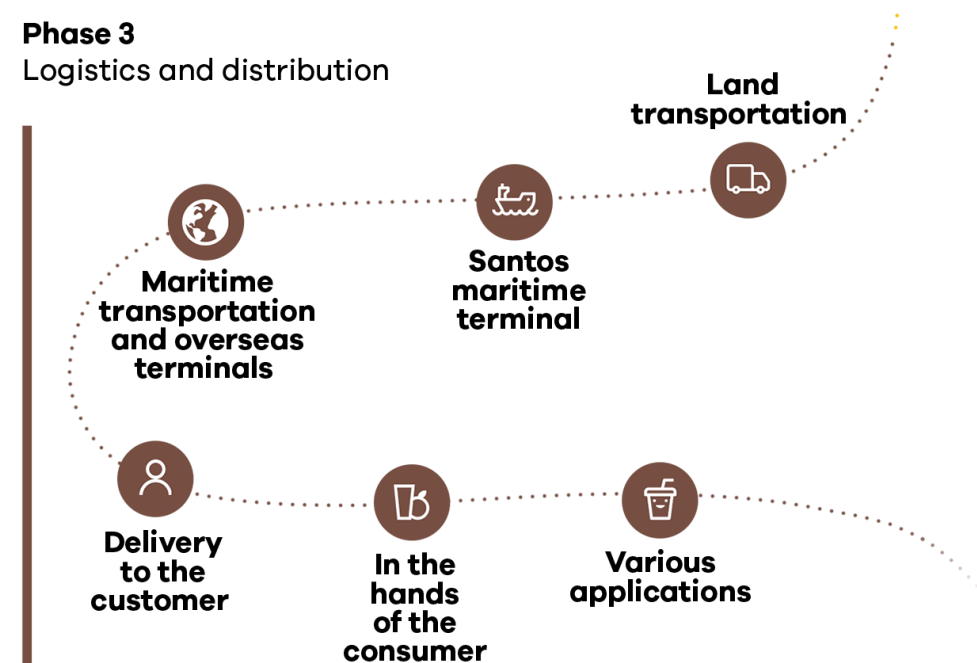 Phase 3
Logistics and distribution
Land
transportation
Santos
maritime
terminal
Maritime
transportation
and overseas
terminals
Delivery
to the
customer
In the
hands
of the
consumer
Various
applications